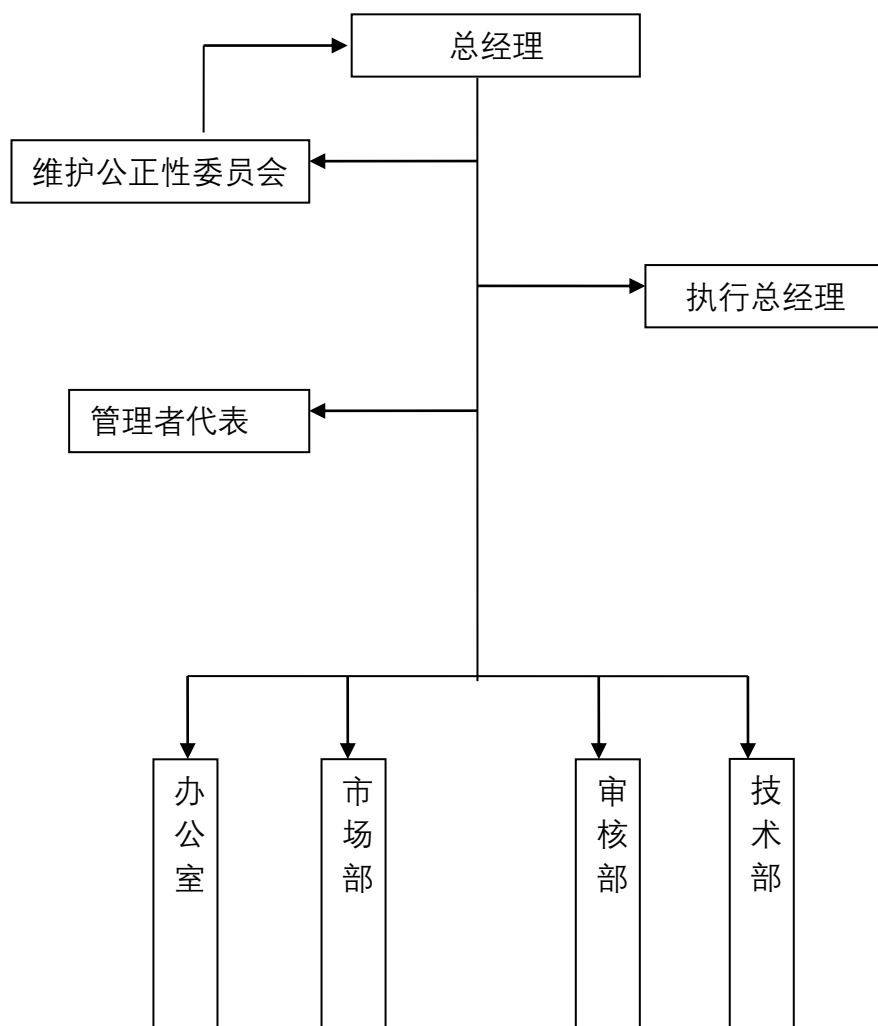 总经理
维护公正性委员会
执行总经理
管理者代表
办公室
市场部
审核部
技术部